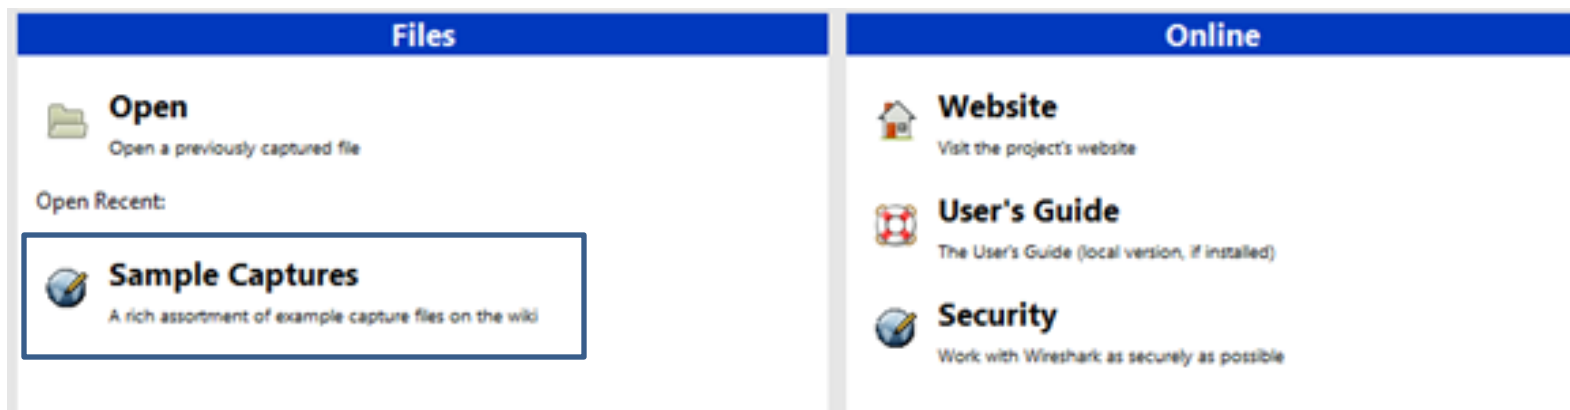 Files
Open
Open a previously captured file
Open Recent:
Sample Captures
A rich assortment of example capture files on the wiki
Online
Website
Visit the project's website
User's Guide
The User's Guide (local version, if installed)
Security
Work with Wireshark as securely as possible